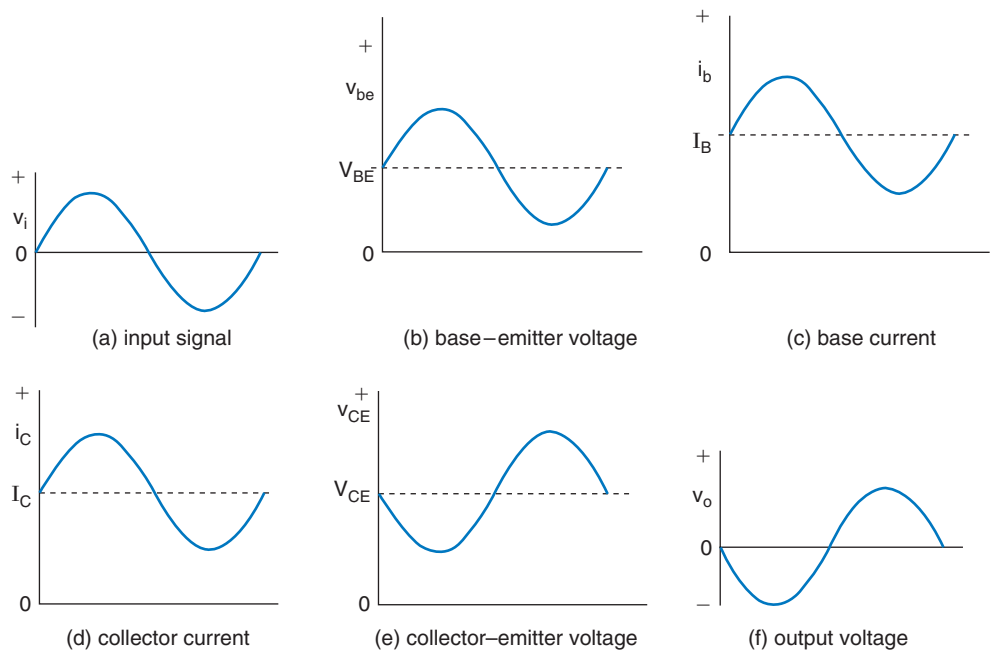 +
v_i
0
−
(a) input signal
+
v_be
V_BE
0
(b) base–emitter voltage
+
i_b
I_B
0
(c) base current
+
i_C
I_C
0
(d) collector current
+
v_CE
V_CE
0
(e) collector–emitter voltage
+
v_o
0
−
(f) output voltage